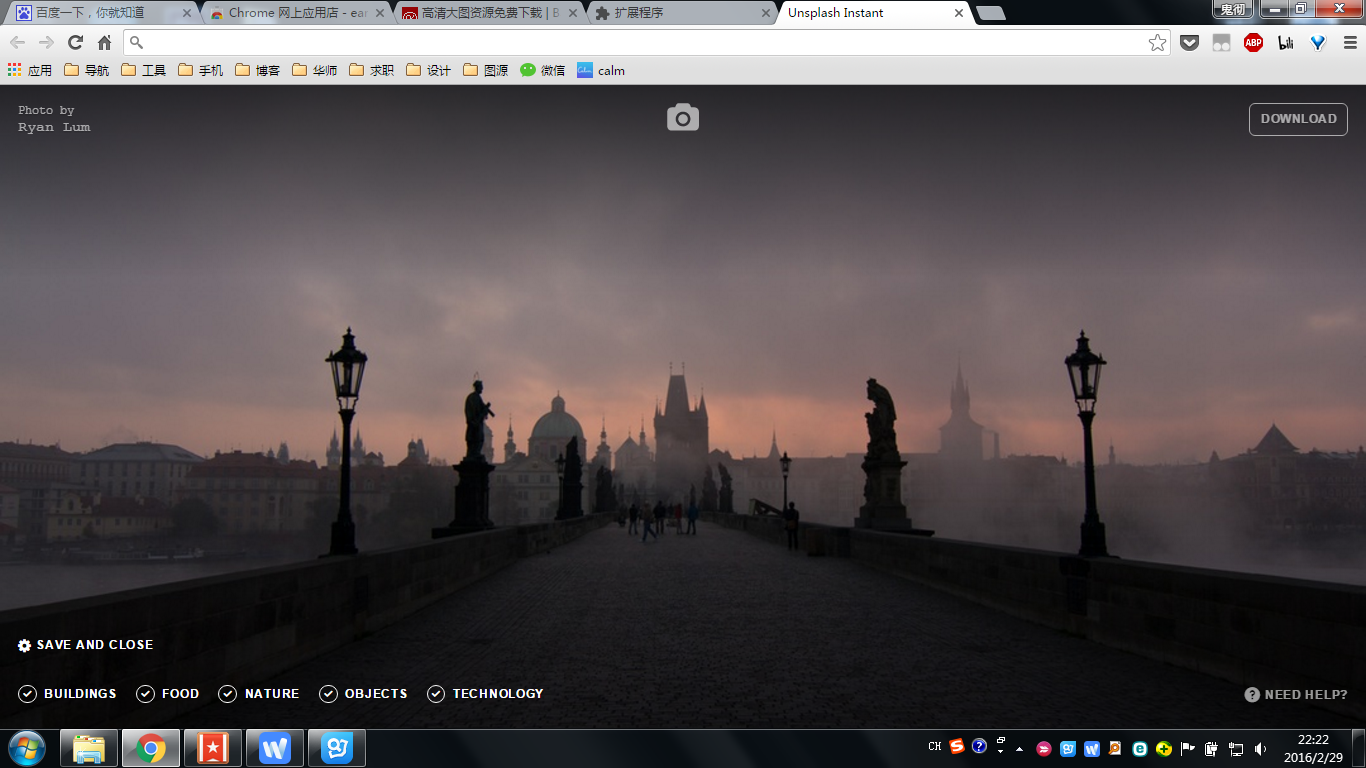 百度一下，你就知道
Chrome 网上应用店 - ear
高清大图资源免费下载 | B
扩展程序
Unsplash Instant
鬼彻
ABP
应用
导航
工具
手机
博客
华师
求职
设计
图源
微信
calm
Photo by
Ryan Lum
DOWNLOAD
SAVE AND CLOSE
BUILDINGS
FOOD
NATURE
OBJECTS
TECHNOLOGY
NEED HELP?
CH
22:22
2016/2/29